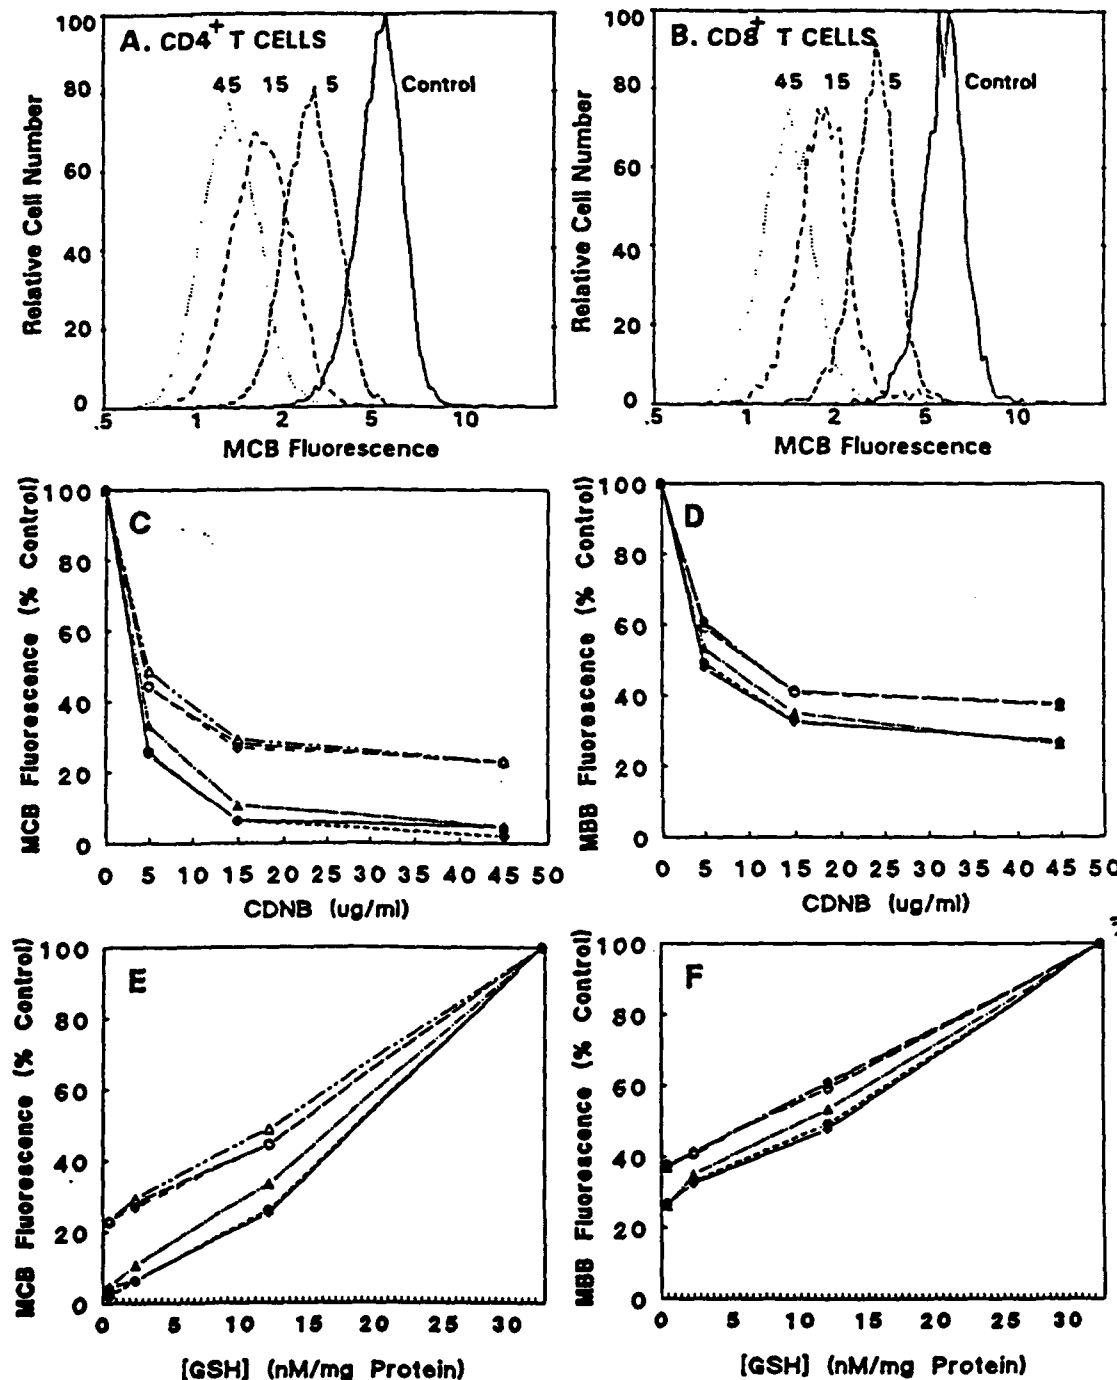 A. CD4+ T CELLS
100
80
60
40
20
0
Relative Cell Number
45 15 5 Control
.5 1 2 5 10
MCB Fluorescence
B. CD8+ T CELLS
100
80
60
40
20
0
Relative Cell Number
45 15 5 Control
.5 1 2 5 10
MCB Fluorescence
C
100
80
60
40
20
0
MCB Fluorescence (% Control)
0 5 10 15 20 25 30 35 40 45 50
CDNB (ug/ml)
D
100
80
60
40
20
0
MBB Fluorescence (% Control)
0 5 10 15 20 25 30 35 40 45 50
CDNB (ug/ml)
E
100
80
60
40
20
0
MCB Fluorescence (% Control)
0 5 10 15 20 25 30
[GSH] (nM/mg Protein)
F
100
80
60
40
20
0
MBB Fluorescence (% Control)
0 5 10 15 20 25 30
[GSH] (nM/mg Protein)